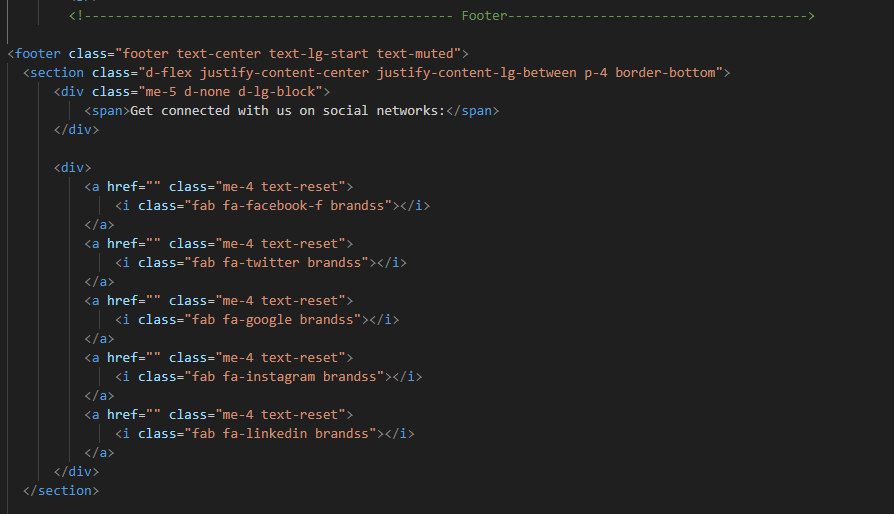 <!------------------------------------------------ Footer--------------------------------------->
<footer class="footer text-center text-lg-start text-muted">
<section class="d-flex justify-content-center justify-content-lg-between p-4 border-bottom">
<div class="me-5 d-none d-lg-block">
<span>Get connected with us on social networks:</span>
</div>
<div>
<a href="" class="me-4 text-reset">
<i class="fab fa-facebook-f brandss"></i>
</a>
<a href="" class="me-4 text-reset">
<i class="fab fa-twitter brandss"></i>
</a>
<a href="" class="me-4 text-reset">
<i class="fab fa-google brandss"></i>
</a>
<a href="" class="me-4 text-reset">
<i class="fab fa-instagram brandss"></i>
</a>
<a href="" class="me-4 text-reset">
<i class="fab fa-linkedin brandss"></i>
</a>
</div>
</section>